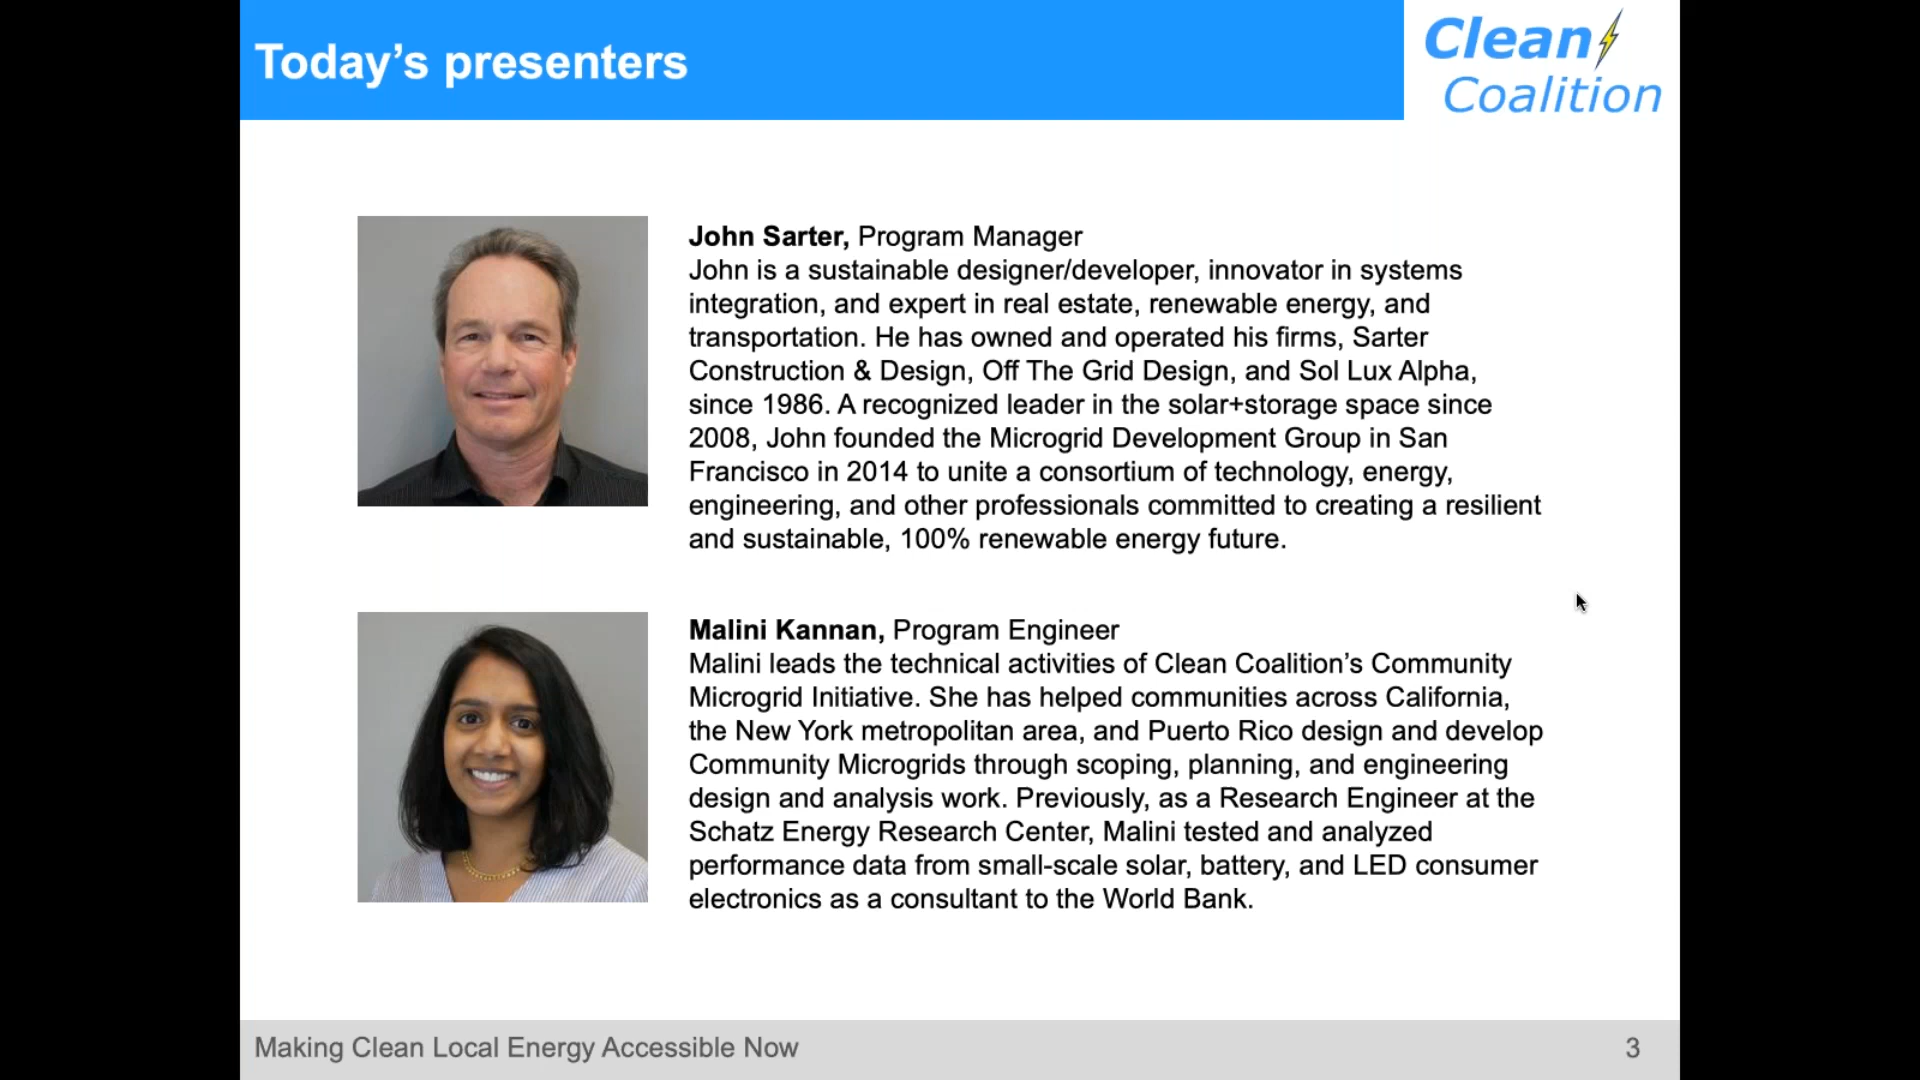 Today’s presenters
Clean
Coalition
John Sarter, Program Manager
John is a sustainable designer/developer, innovator in systems
integration, and expert in real estate, renewable energy, and
transportation. He has owned and operated his firms, Sarter
Construction & Design, Off The Grid Design, and Sol Lux Alpha,
since 1986. A recognized leader in the solar+storage space since
2008, John founded the Microgrid Development Group in San
Francisco in 2014 to unite a consortium of technology, energy,
engineering, and other professionals committed to creating a resilient
and sustainable, 100% renewable energy future.
Malini Kannan, Program Engineer
Malini leads the technical activities of Clean Coalition’s Community
Microgrid Initiative. She has helped communities across California,
the New York metropolitan area, and Puerto Rico design and develop
Community Microgrids through scoping, planning, and engineering
design and analysis work. Previously, as a Research Engineer at the
Schatz Energy Research Center, Malini tested and analyzed
performance data from small-scale solar, battery, and LED consumer
electronics as a consultant to the World Bank.
Making Clean Local Energy Accessible Now
3